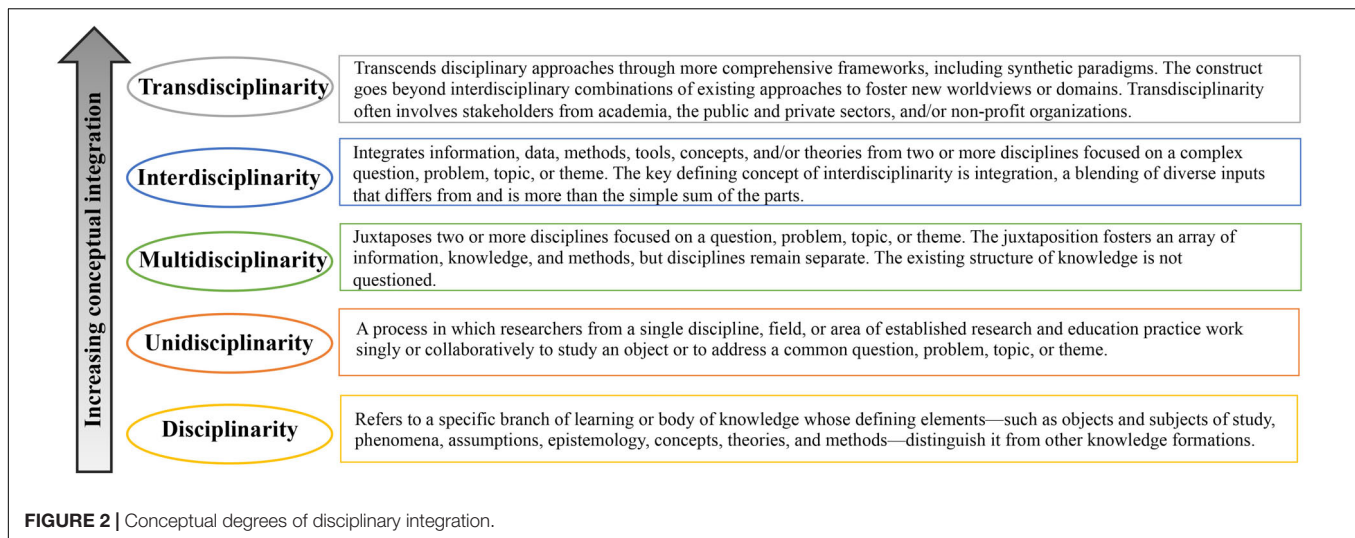 Increasing conceptual integration
Transdisciplinarity
Transcends disciplinary approaches through more comprehensive frameworks, including synthetic paradigms. The construct
goes beyond interdisciplinary combinations of existing approaches to foster new worldviews or domains. Transdisciplinarity
often involves stakeholders from academia, the public and private sectors, and/or non-profit organizations.
Interdisciplinarity
Integrates information, data, methods, tools, concepts, and/or theories from two or more disciplines focused on a complex
question, problem, topic, or theme. The key defining concept of interdisciplinarity is integration, a blending of diverse inputs
that differs from and is more than the simple sum of the parts.
Multidisciplinarity
Juxtaposes two or more disciplines focused on a question, problem, topic, or theme. The juxtaposition fosters an array of
information, knowledge, and methods, but disciplines remain separate. The existing structure of knowledge is not
questioned.
Unidisciplinarity
A process in which researchers from a single discipline, field, or area of established research and education practice work
singly or collaboratively to study an object or to address a common question, problem, topic, or theme.
Disciplinarity
Refers to a specific branch of learning or body of knowledge whose defining elements—such as objects and subjects of study,
phenomena, assumptions, epistemology, concepts, theories, and methods—distinguish it from other knowledge formations.
FIGURE 2 | Conceptual degrees of disciplinary integration.